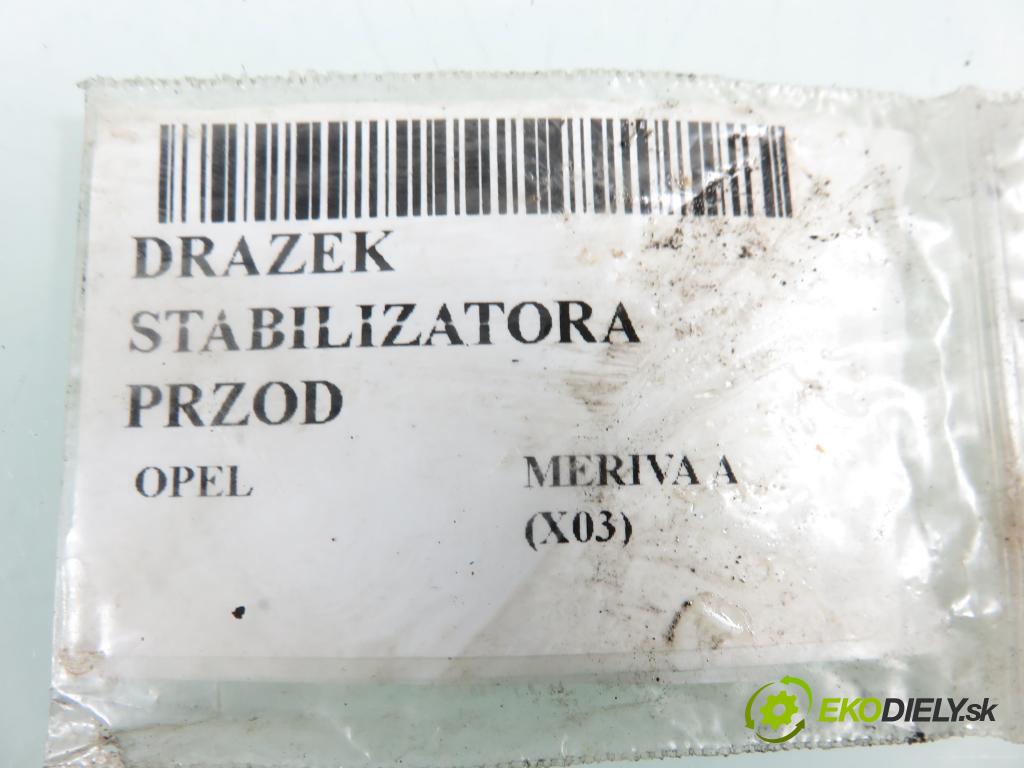 DRAZEK
STABILIZATORA
PRZOD
OPEL MERIVA A
(X03)
EKODIELY.sk